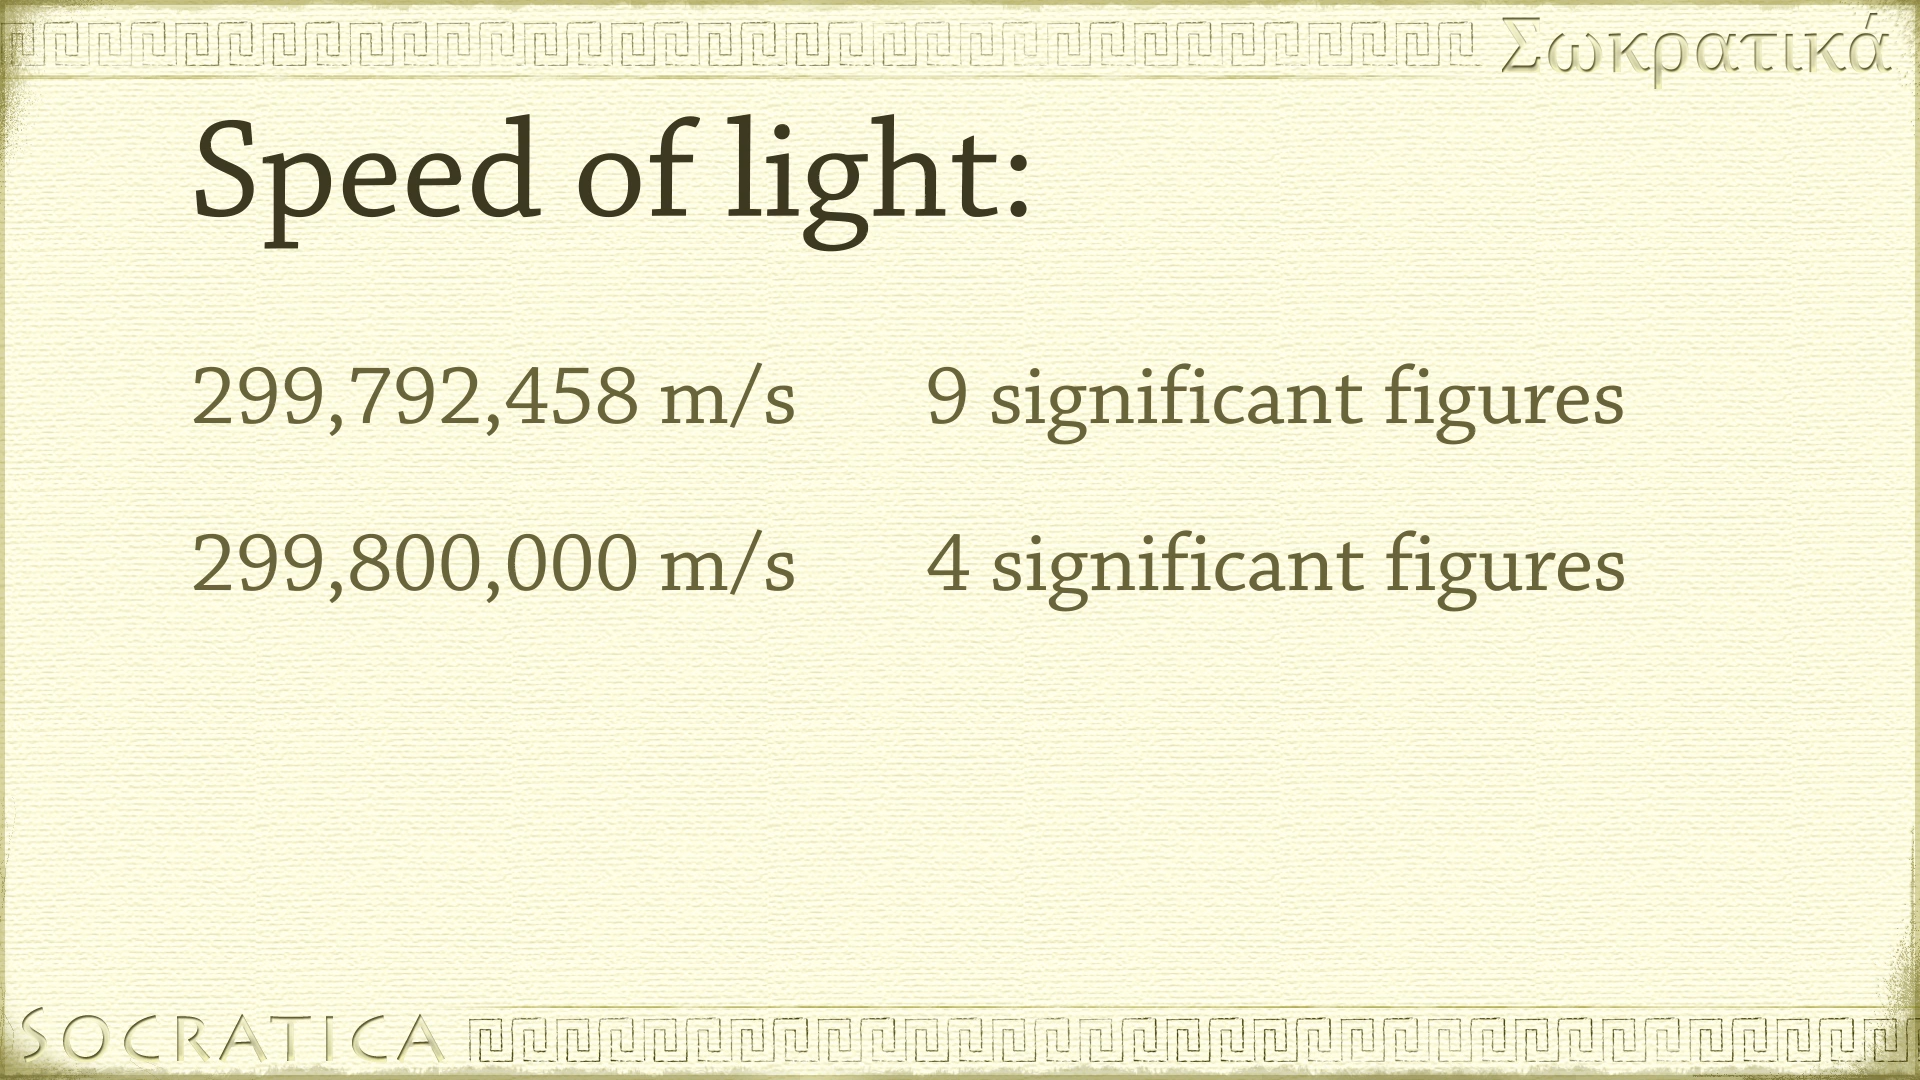 Σωκρατικά
Speed of light:
299,792,458 m/s 9 significant figures
299,800,000 m/s 4 significant figures
SOCRATICA